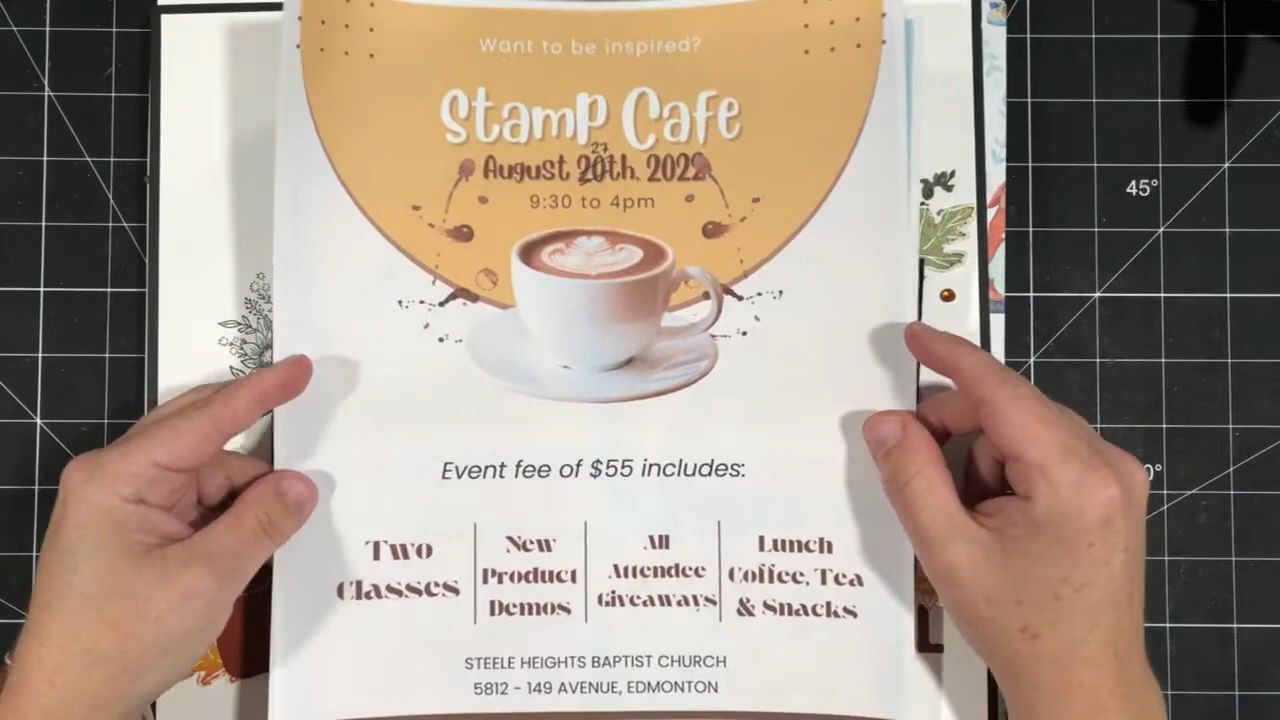 Want to be inspired?
Stamp Cafe
27
August 20th, 2022
9:30 to 4pm
Event fee of $55 includes:
Two
Classes
New
Product
Demos
All
Attendee
Giveaways
Lunch
Coffee, Tea
& Snacks
STEELE HEIGHTS BAPTIST CHURCH
5812 - 149 AVENUE, EDMONTON
45°
0°